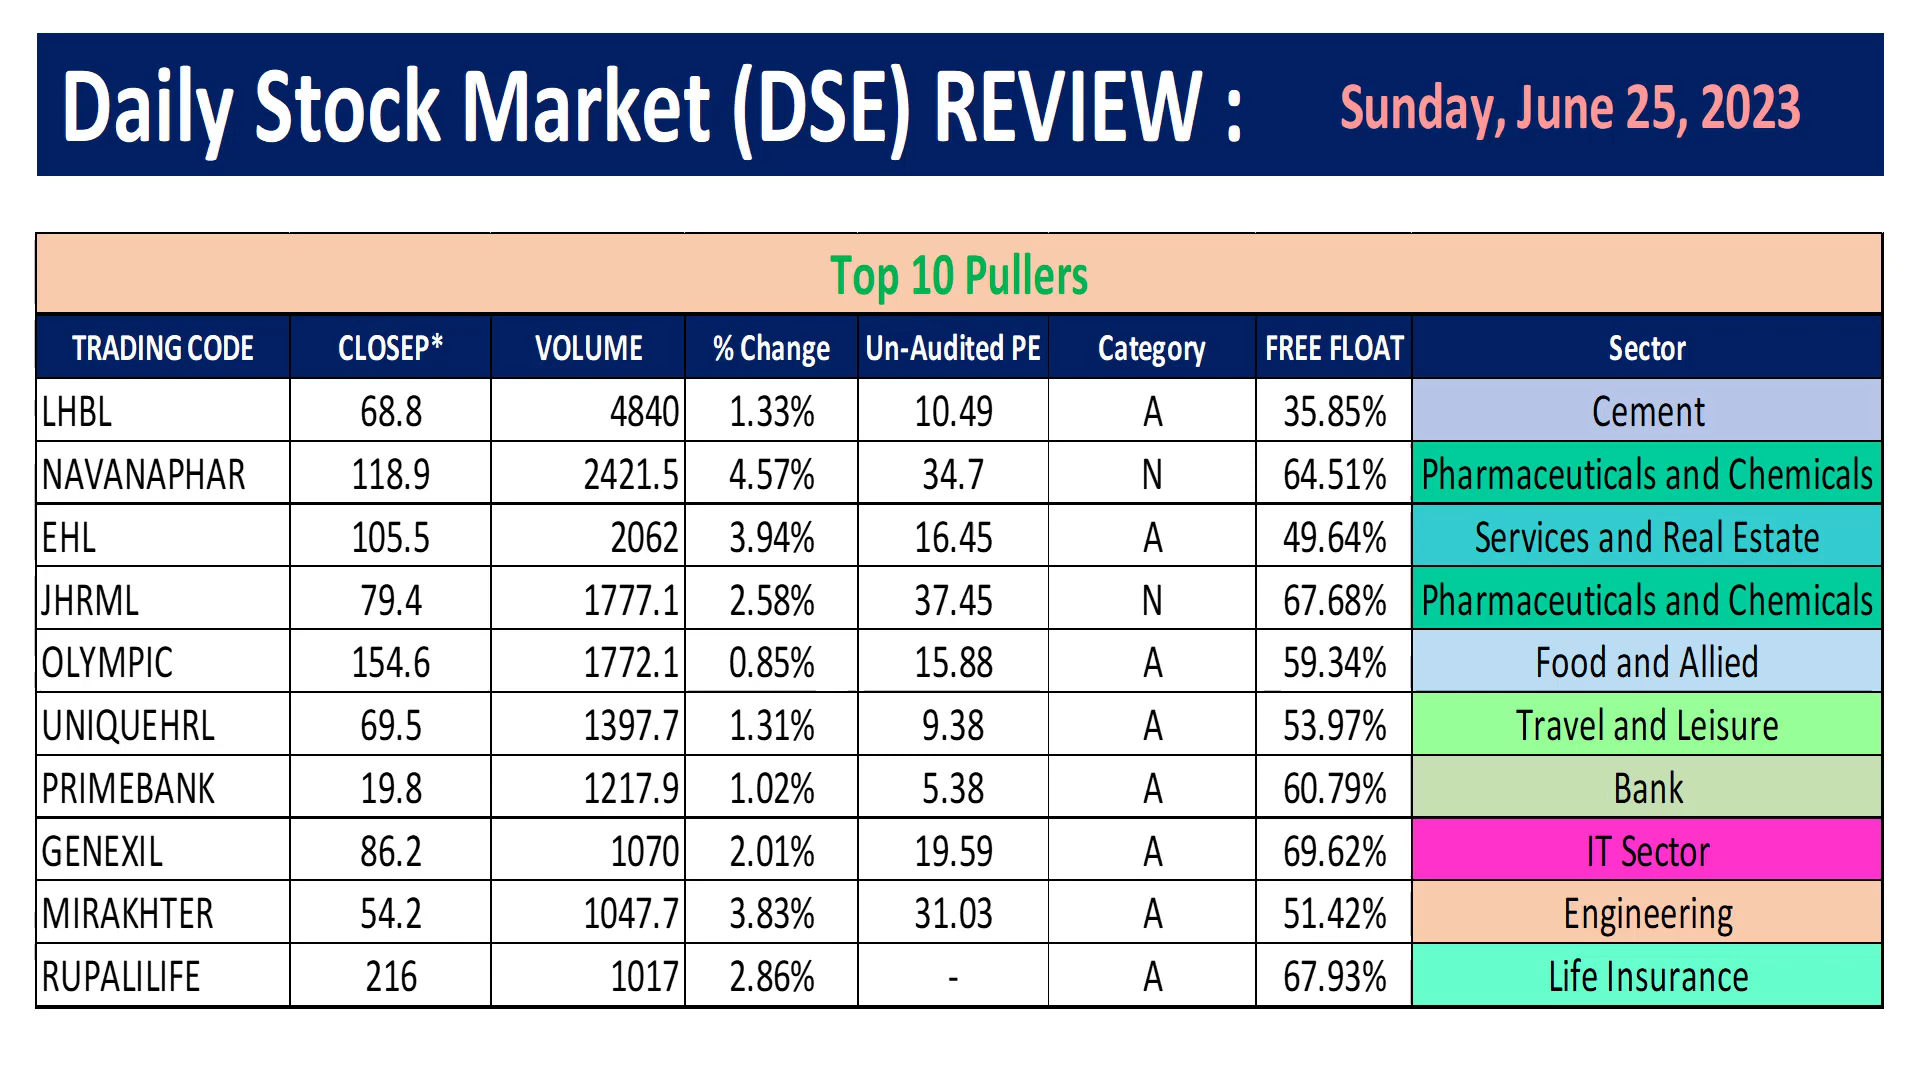 Daily Stock Market (DSE) REVIEW : Sunday, June 25, 2023
Top 10 Pullers
TRADING CODE CLOSEP* VOLUME % Change Un-Audited PE Category FREE FLOAT Sector
LHBL 68.8 4840 1.33% 10.49 A 35.85% Cement
NAVANAPHAR 118.9 2421.5 4.57% 34.7 N 64.51% Pharmaceuticals and Chemicals
EHL 105.5 2062 3.94% 16.45 A 49.64% Services and Real Estate
JHRML 79.4 1777.1 2.58% 37.45 N 67.68% Pharmaceuticals and Chemicals
OLYMPIC 154.6 1772.1 0.85% 15.88 A 59.34% Food and Allied
UNIQUEHRL 69.5 1397.7 1.31% 9.38 A 53.97% Travel and Leisure
PRIMEBANK 19.8 1217.9 1.02% 5.38 A 60.79% Bank
GENEXIL 86.2 1070 2.01% 19.59 A 69.62% IT Sector
MIRAKHTER 54.2 1047.7 3.83% 31.03 A 51.42% Engineering
RUPALILIFE 216 1017 2.86% - A 67.93% Life Insurance